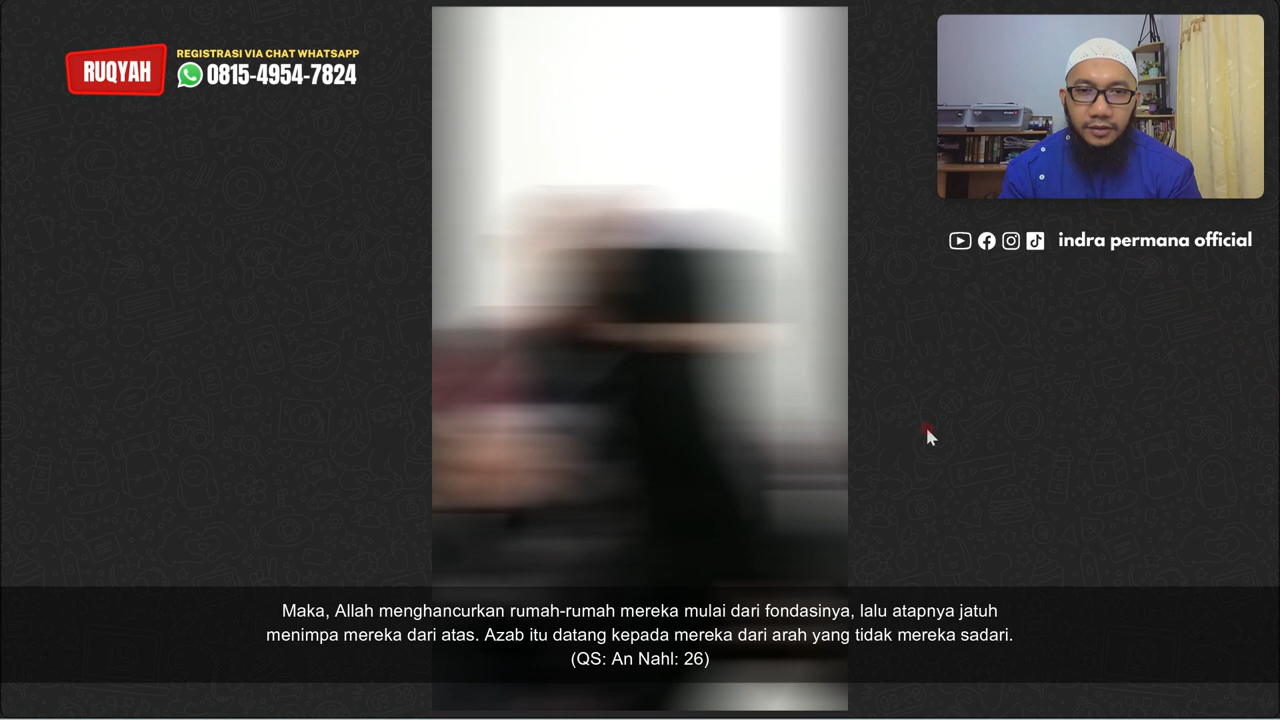 RUQYAH
REGISTRASI VIA CHAT WHATSAPP
0815-4954-7824
indra permana official
Maka, Allah menghancurkan rumah-rumah mereka mulai dari fondasinya, lalu atapnya jatuh
menimpa mereka dari atas. Azab itu datang kepada mereka dari arah yang tidak mereka sadari.
(QS: An Nahl: 26)